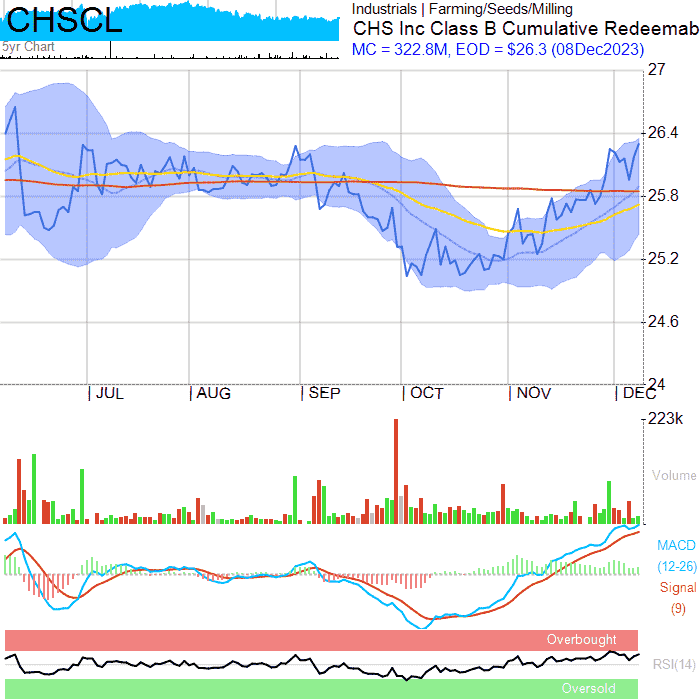 CHSCL
5yr Chart
Industrials | Farming/Seeds/Milling
CHS Inc Class B Cumulative Redeemab
MC = 322.8M, EOD = $26.3 (08Dec2023)
27
26.4
25.8
25.2
24.6
24
JUL AUG SEP OCT NOV DEC
223k
Volume
MACD
(12-26)
Signal
(9)
Overbought
RSI(14)
Oversold